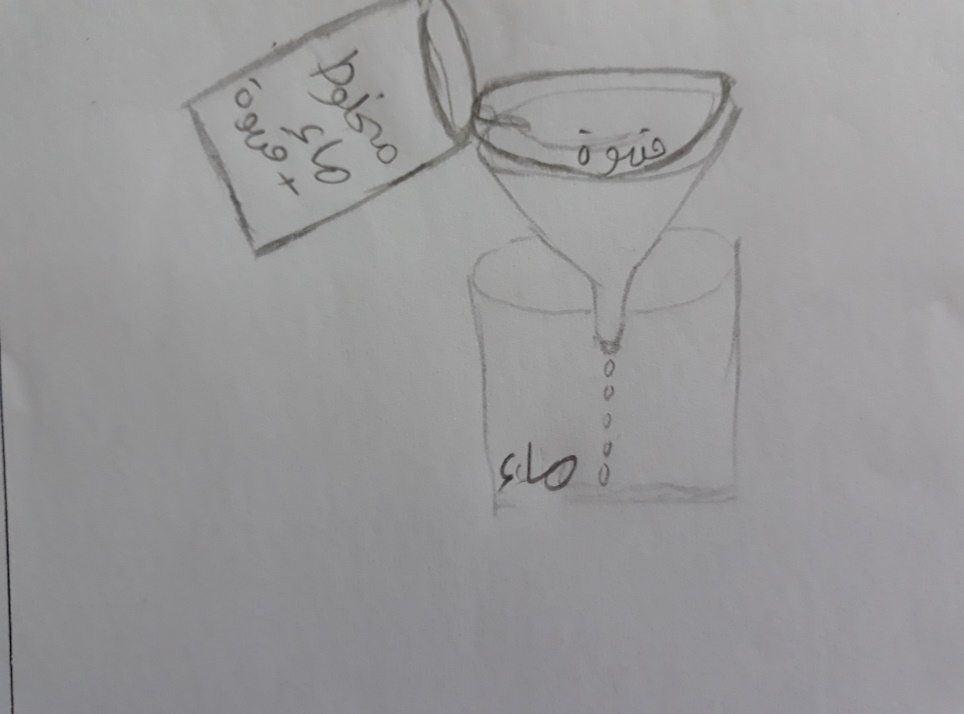 مخلوط
ماء
+ قهوة
قهوة
ماء